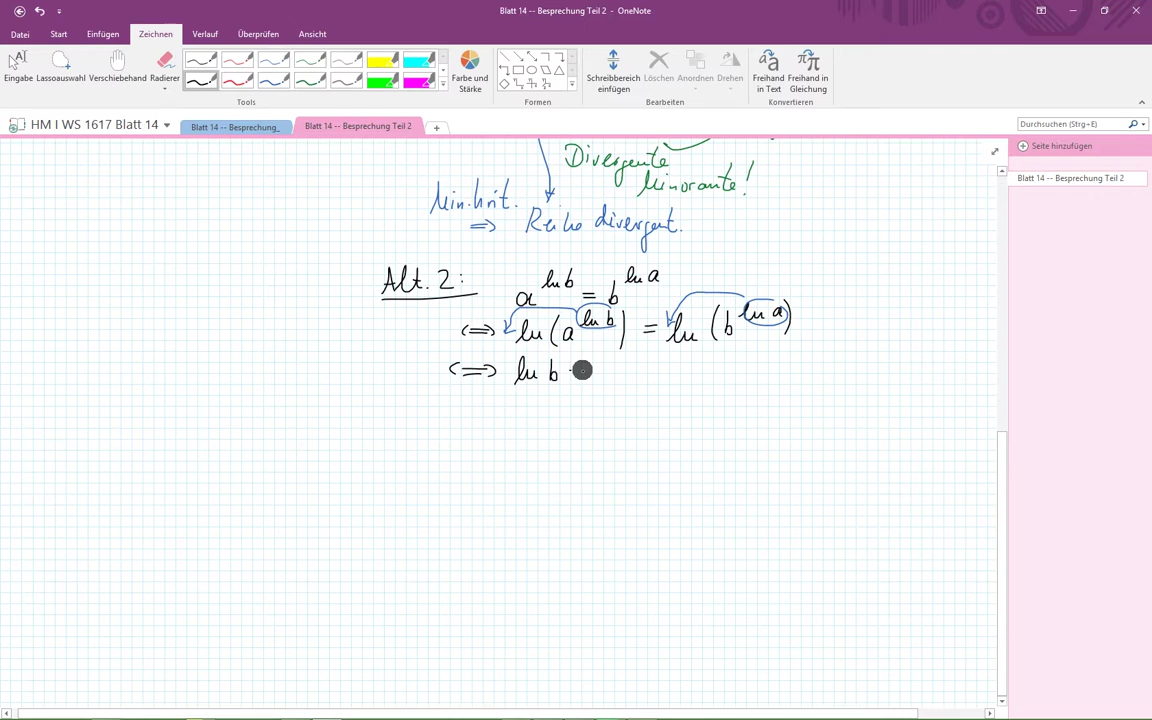 Blatt 14 -- Besprechung Teil 2 - OneNote
Datei Start Einfügen Zeichnen Verlauf Überprüfen Ansicht
Eingabe Lassoauswahl Verschiebehand Radierer
Farbe und Stärke
Schreibbereich einfügen
Löschen Anordnen Drehen
Freihand in Text
Freihand in Gleichung
Tools Formen Bearbeiten Konvertieren
HM I WS 1617 Blatt 14
Blatt 14 -- Besprechung_
Blatt 14 -- Besprechung Teil 2
Durchsuchen (Strg+E)
Seite hinzufügen
Blatt 14 -- Besprechung Teil 2
Divergente
Minorante!
Min.krit.
⇒ Reihe divergent.
Alt. 2: a^{ln b} = b^{ln a}
⇔ ln(a^{ln b}) = ln(b^{ln a})
⇔ ln b ·